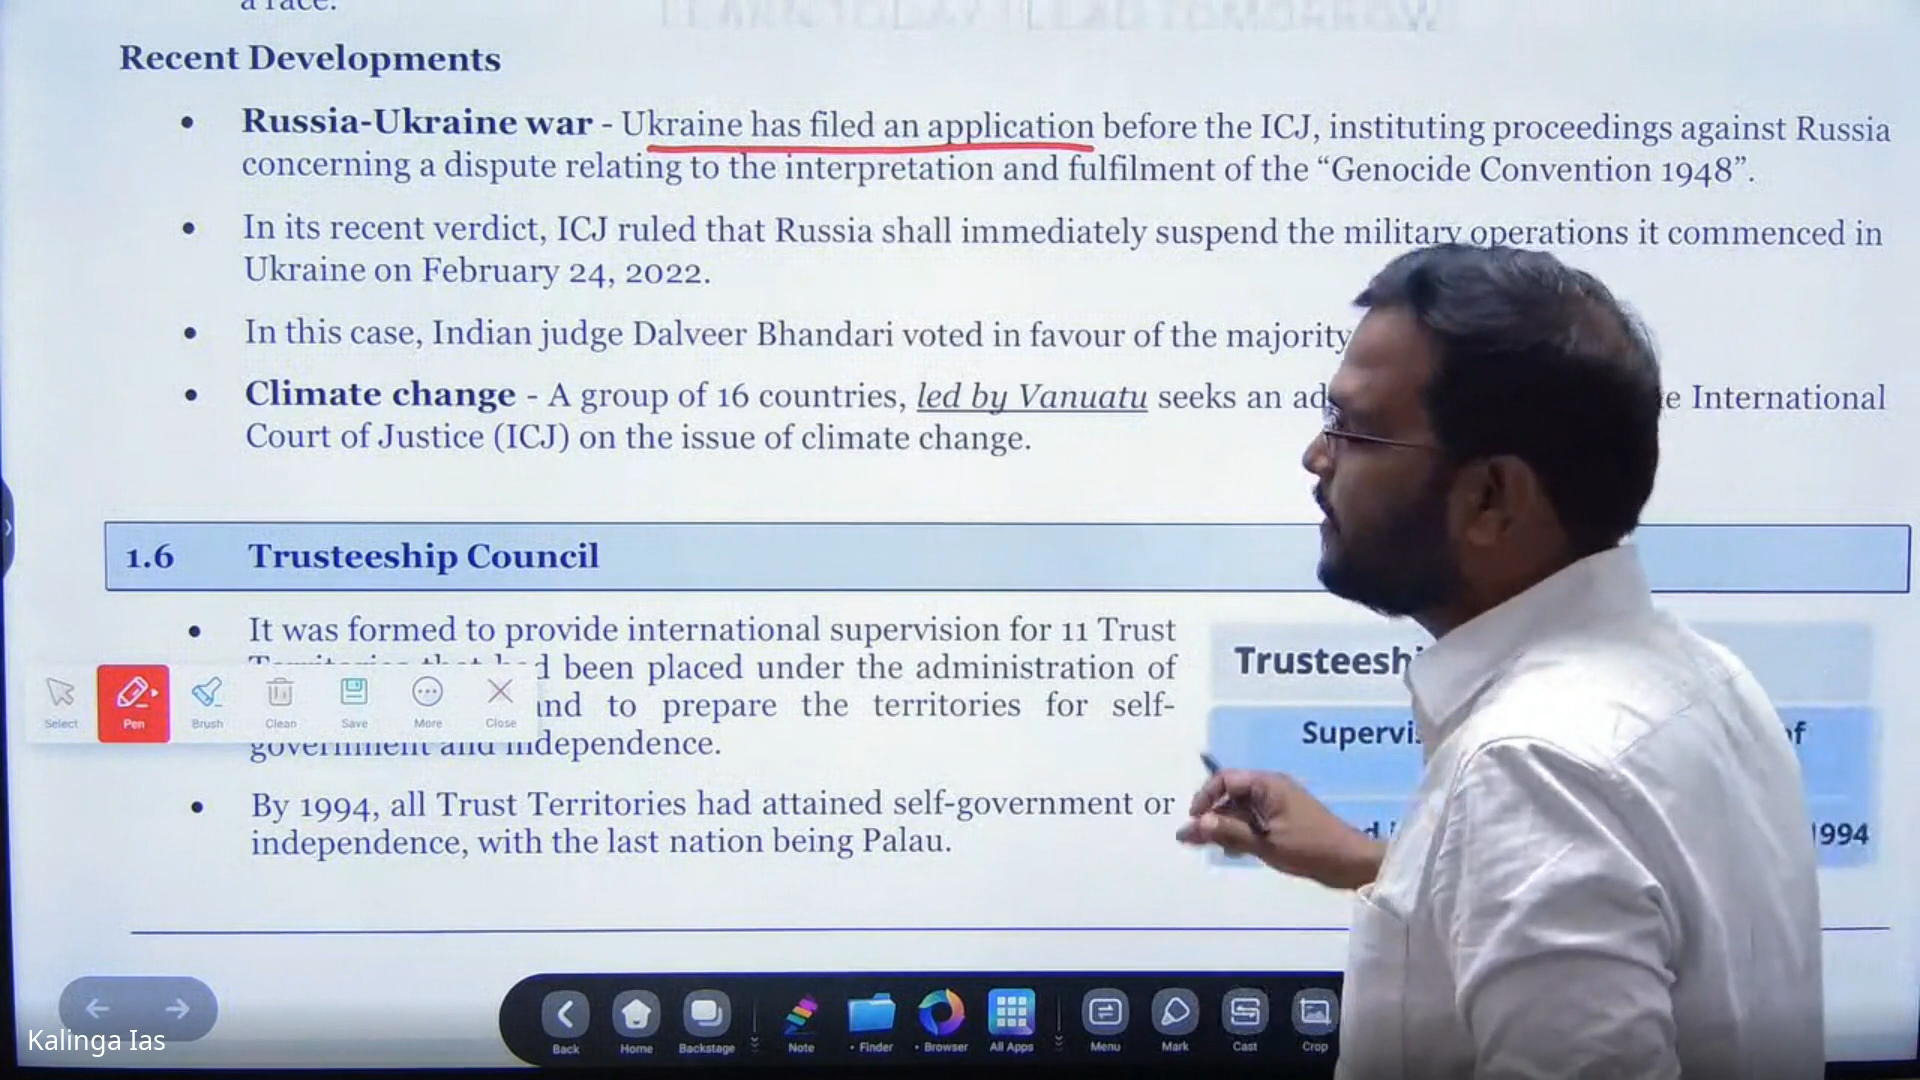 a race.
Recent Developments
• Russia-Ukraine war - Ukraine has filed an application before the ICJ, instituting proceedings against Russia
concerning a dispute relating to the interpretation and fulfilment of the “Genocide Convention 1948”.
• In its recent verdict, ICJ ruled that Russia shall immediately suspend the military operations it commenced in
Ukraine on February 24, 2022.
• In this case, Indian judge Dalveer Bhandari voted in favour of the majority
• Climate change - A group of 16 countries, led by Vanuatu seeks an International
Court of Justice (ICJ) on the issue of climate change.
1.6 Trusteeship Council
• It was formed to provide international supervision for 11 Trust
been placed under the administration of
and to prepare the territories for self-
government and independence.
• By 1994, all Trust Territories had attained self-government or
independence, with the last nation being Palau.
1994
Select Pen Brush Clean Save More Close
Back Home Backstage Note • Finder • Browser All Apps Menu Mark Cast Crop
Kalinga Ias